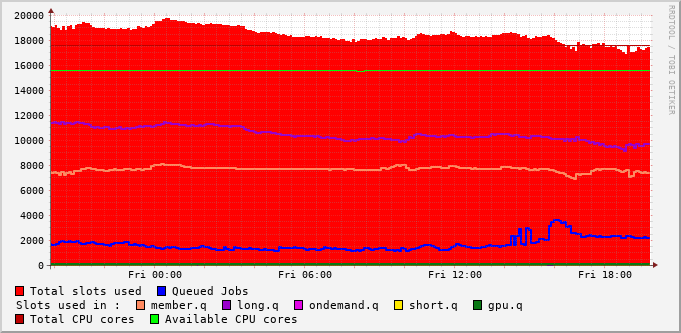 RRDTOOL / TOBI OETIKER
20000
18000
16000
14000
12000
10000
8000
6000
4000
2000
0
Fri 00:00 Fri 06:00 Fri 12:00 Fri 18:00
Total slots used Queued Jobs
Slots used in : member.q long.q ondemand.q short.q gpu.q
Total CPU cores Available CPU cores